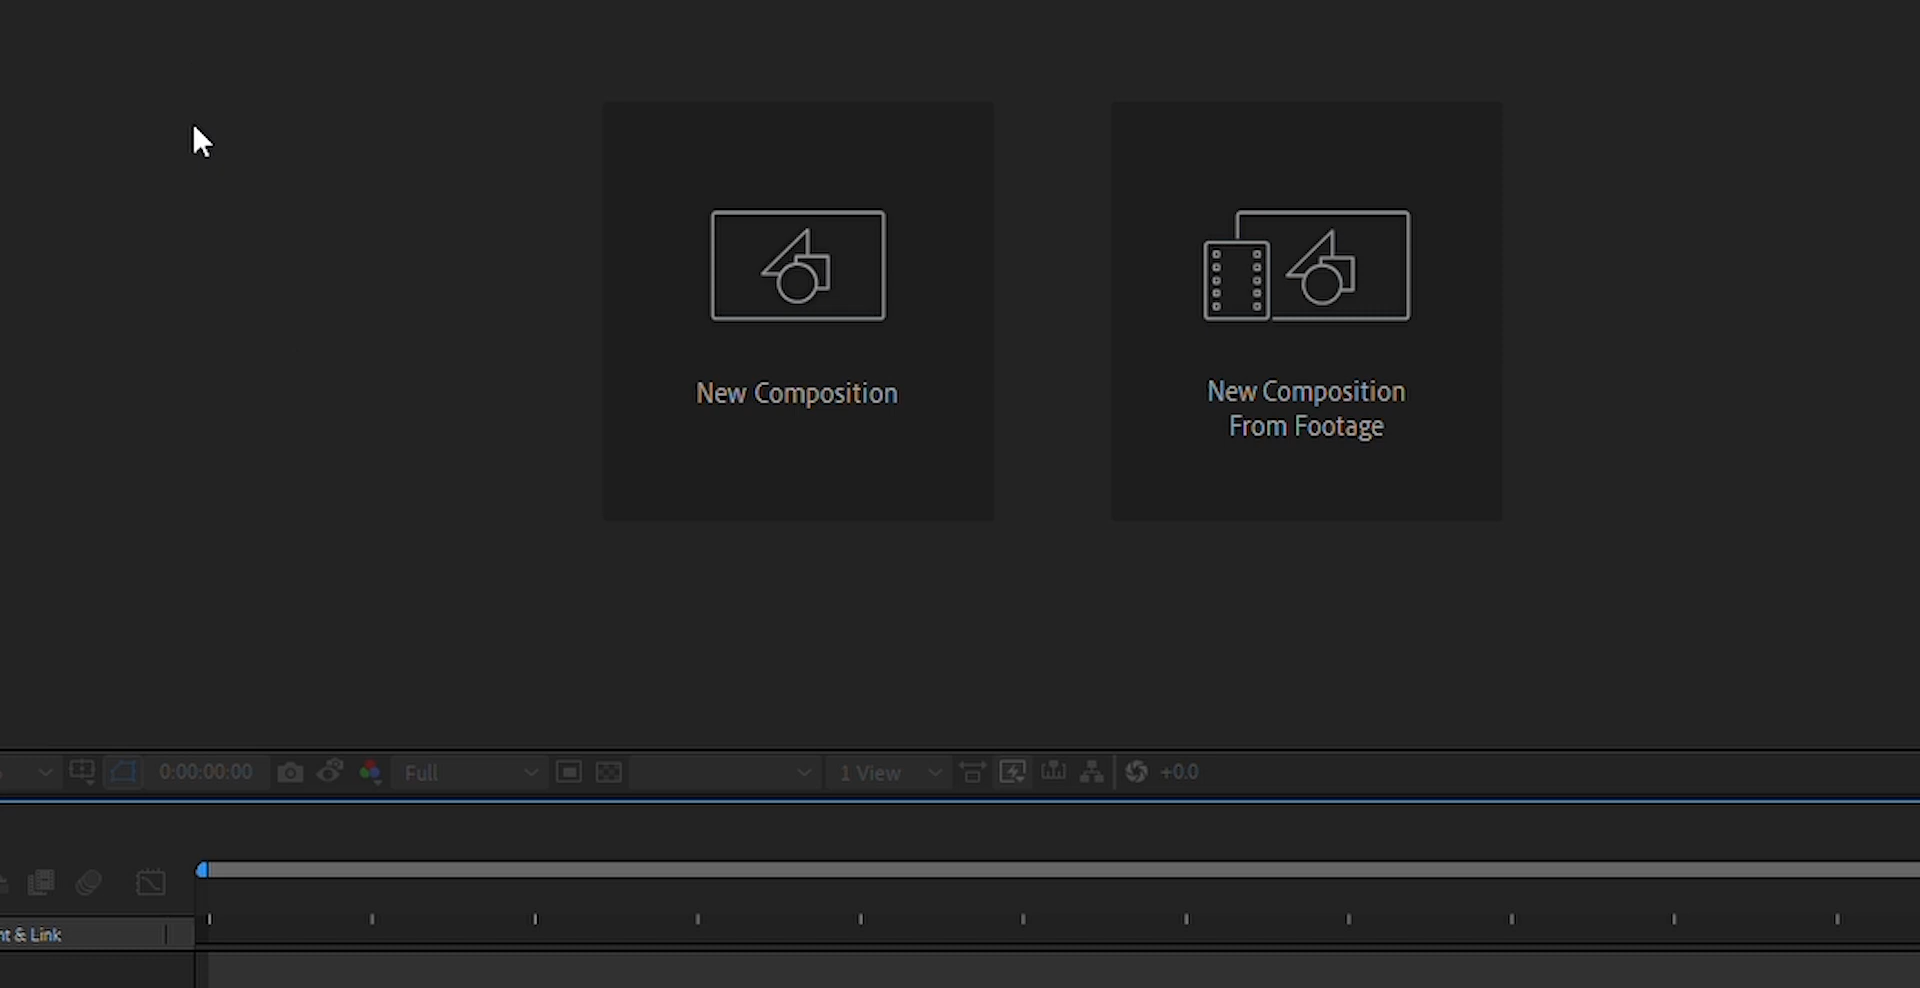 New Composition
New Composition
From Footage
0:00:00:00
Full
1 View
+0.0
& Link